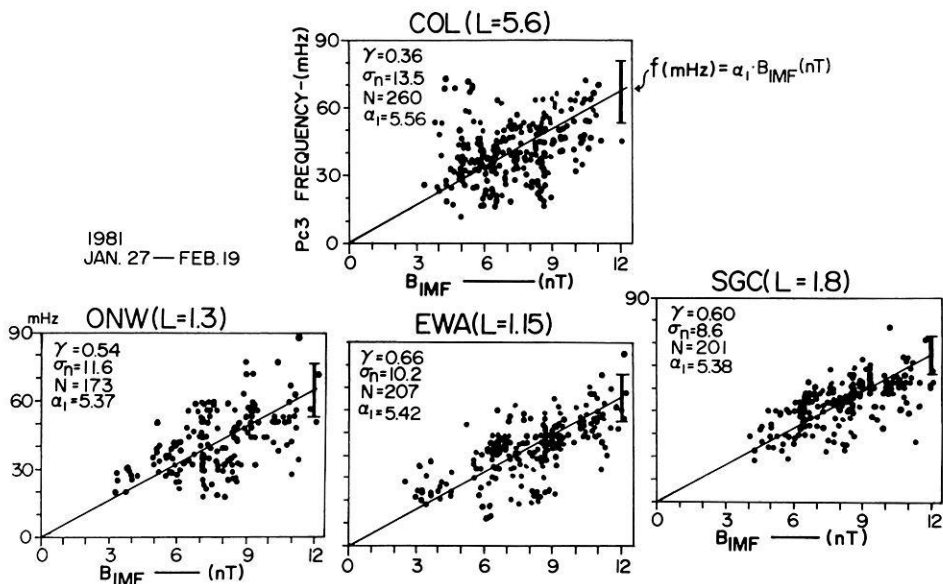 COL (L=5.6)
90
γ=0.36
σn=13.5
N=260
α1=5.56
f(mHz)=α1·BIMF(nT)
60
30
0
Pc3 FREQUENCY-(mHz)
0 3 6 9 12
BIMF —— (nT)
1981
JAN. 27 — FEB. 19
mHz ONW(L=1.3)
90
γ=0.54
σn=11.6
N=173
α1=5.37
60
30
0
0 3 6 9 12
BIMF —— (nT)
EWA(L=1.15)
γ=0.66
σn=10.2
N=207
α1=5.42
0 3 6 9 12
BIMF —— (nT)
SGC(L=1.8)
90
γ=0.60
σn=8.6
N=201
α1=5.38
0 3 6 9 12
BIMF —— (nT)